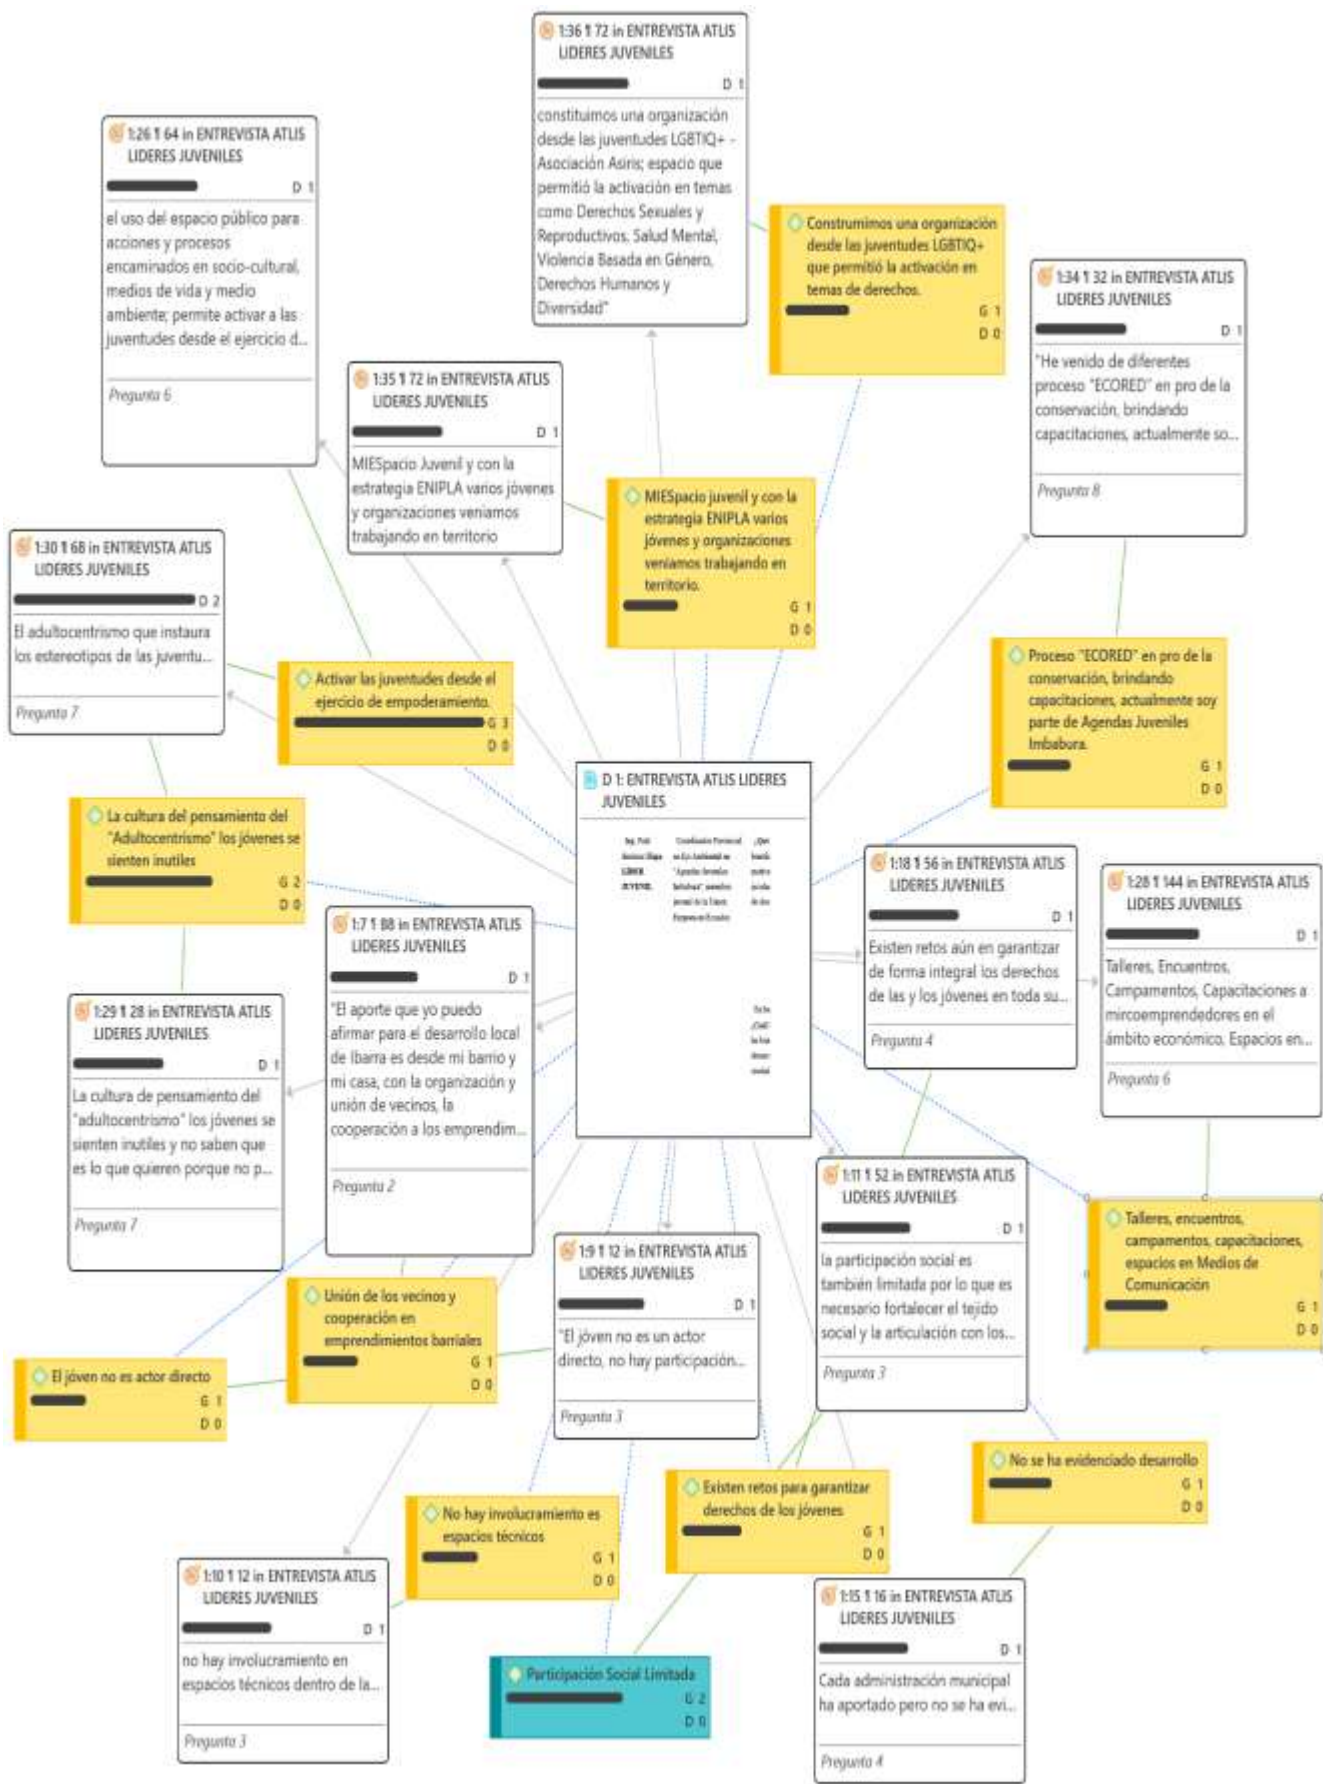 1:36 ¶ 72 in ENTREVISTA ATLIS
LIDERES JUVENILES
D 1
constituimos una organización
desde las juventudes LGBTIQ+ -
Asociación Asiris; espacio que
permitió la activación en temas
como Derechos Sexuales y
Reproductivos, Salud Mental,
Violencia Basada en Género,
Derechos Humanos y
Diversidad"
1:26 ¶ 64 in ENTREVISTA ATLIS
LIDERES JUVENILES
D 1
el uso del espacio público para
acciones y procesos
encaminados en socio-cultural,
medios de vida y medio
ambiente; permite activar a las
juventudes desde el ejercicio d...
Pregunta 6
Construmimos una organización
desde las juventudes LGBTIQ+
que permitió la activación en
temas de derechos.
G 1
D 0
1:34 ¶ 32 in ENTREVISTA ATLIS
LIDERES JUVENILES
D 1
"He venido de diferentes
proceso "ECORED" en pro de la
conservación, brindando
capacitaciones, actualmente so...
Pregunta 8
1:35 ¶ 72 in ENTREVISTA ATLIS
LIDERES JUVENILES
D 1
MIESpacio Juvenil y con la
estrategia ENIPLA varios jóvenes
y organizaciones veniamos
trabajando en territorio
MIESpacio juvenil y con la
estrategia ENIPLA varios
jóvenes y organizaciones
veniamos trabajando en
territorio.
G 1
D 0
1:30 ¶ 68 in ENTREVISTA ATLIS
LIDERES JUVENILES
D 2
El adultocentrismo que instaura
los estereotipos de las juventu...
Pregunta 7
Activar las juventudes desde el
ejercicio de empoderamiento.
G 3
D 0
Proceso "ECORED" en pro de la
conservación, brindando
capacitaciones, actualmente soy
parte de Agendas Juveniles
Imbabura.
G 1
D 0
La cultura del pensamiento del
"Adultocentrismo" los jóvenes se
sienten inutiles
G 2
D 0
D 1: ENTREVISTA ATLIS LIDERES
JUVENILES
1:18 ¶ 56 in ENTREVISTA ATLIS
LIDERES JUVENILES
D 1
Existen retos aún en garantizar
de forma integral los derechos
de las y los jóvenes en toda su...
Pregunta 4
1:28 ¶ 144 in ENTREVISTA ATLIS
LIDERES JUVENILES
D 1
Talleres, Encuentros,
Campamentos, Capacitaciones a
mircoemprendedores en el
ámbito económico, Espacios en...
Pregunta 6
1:7 ¶ 88 in ENTREVISTA ATLIS
LIDERES JUVENILES
D 1
"El aporte que yo puedo
afirmar para el desarrollo local
de Ibarra es desde mi barrio y
mi casa, con la organización y
unión de vecinos, la
cooperación a los emprendim...
Pregunta 2
1:29 ¶ 28 in ENTREVISTA ATLIS
LIDERES JUVENILES
D 1
La cultura de pensamiento del
"adultocentrismo" los jóvenes se
sienten inutiles y no saben que
es lo que quieren porque no p...
Pregunta 7
1:11 ¶ 52 in ENTREVISTA ATLIS
LIDERES JUVENILES
D 1
la participación social es
también limitada por lo que es
necesario fortalecer el tejido
social y la articulación con los...
Pregunta 3
Talleres, encuentros,
campamentos, capacitaciones,
espacios en Medios de
Comunicación
G 1
D 0
1:9 ¶ 12 in ENTREVISTA ATLIS
LIDERES JUVENILES
D 1
"El jóven no es un actor
directo, no hay participación...
Pregunta 3
Unión de los vecinos y
cooperación en
emprendimientos barriales
G 1
D 0
El jóven no es actor directo
G 1
D 0
No se ha evidenciado desarrollo
G 1
D 0
Existen retos para garantizar
derechos de los jóvenes
G 1
D 0
No hay involucramiento es
espacios técnicos
G 1
D 0
1:10 ¶ 12 in ENTREVISTA ATLIS
LIDERES JUVENILES
D 1
no hay involucramiento en
espacios técnicos dentro de la...
Pregunta 3
1:15 ¶ 16 in ENTREVISTA ATLIS
LIDERES JUVENILES
D 1
Cada administración municipal
ha aportado pero no se ha evi...
Pregunta 4
Participación Social Limitada
G 2
D 0